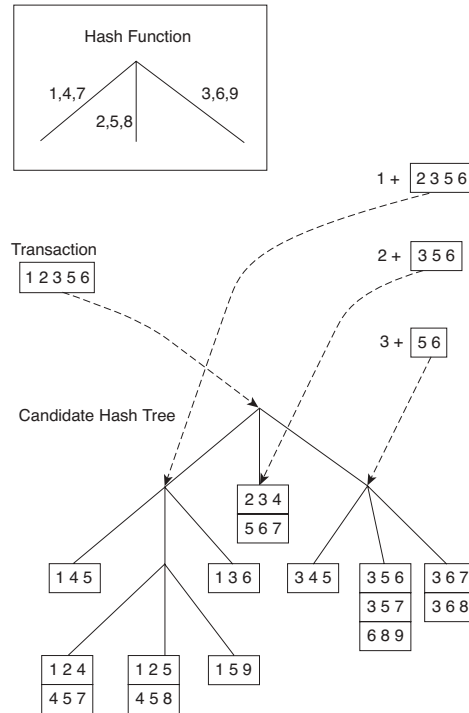 Hash Function
1,4,7
3,6,9
2,5,8
1 + 2 3 5 6
Transaction
2 + 3 5 6
1 2 3 5 6
3 + 5 6
Candidate Hash Tree
2 3 4
5 6 7
1 4 5
1 3 6
3 4 5
3 5 6
3 6 7
3 5 7
3 6 8
6 8 9
1 2 4
1 2 5
1 5 9
4 5 7
4 5 8